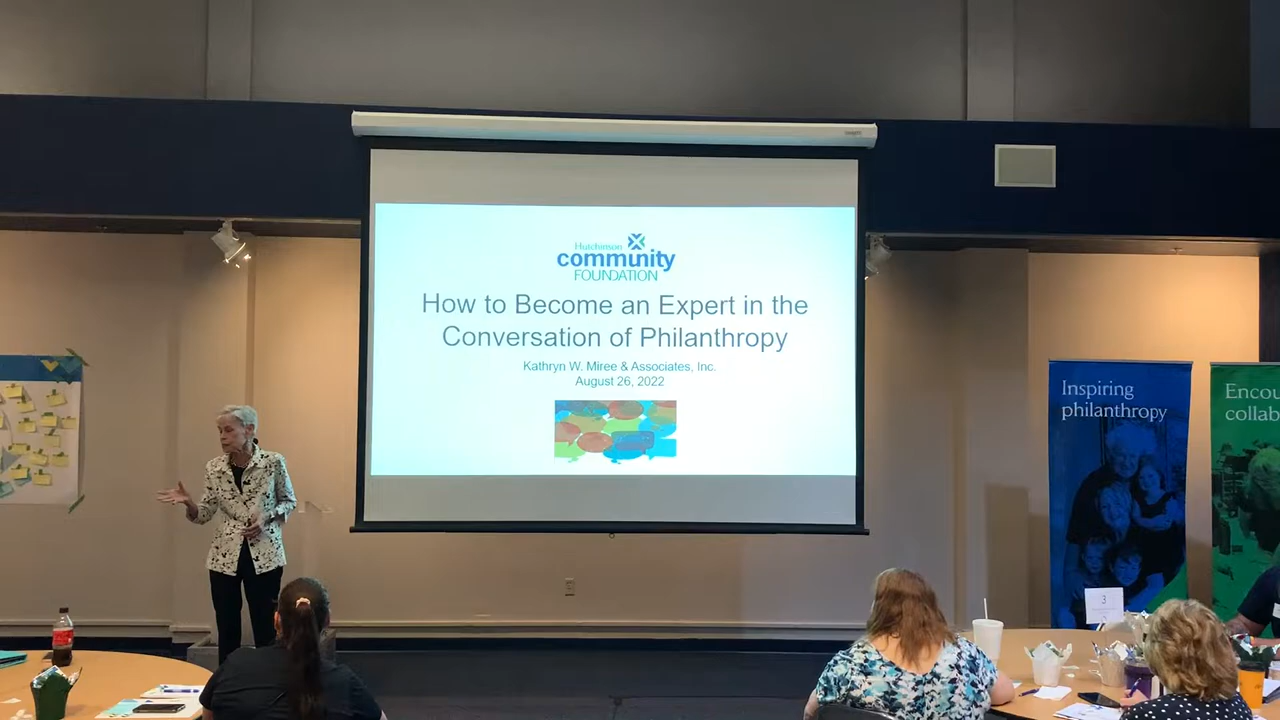 Hutchinson
community
FOUNDATION
How to Become an Expert in the
Conversation of Philanthropy
Kathryn W. Miree & Associates, Inc.
August 26, 2022
Inspiring
philanthropy
Encou
collab
3